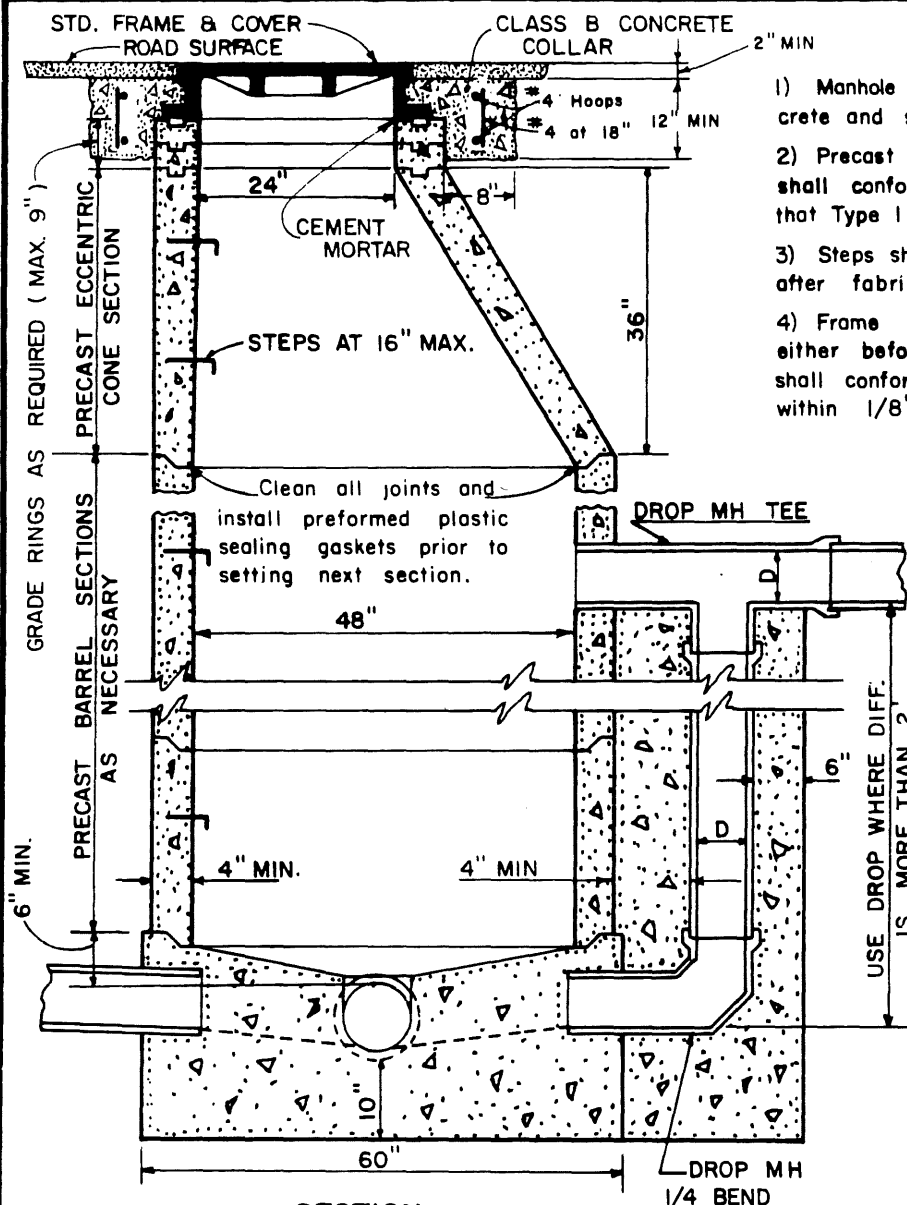 STD. FRAME & COVER
ROAD SURFACE
CLASS B CONCRETE
COLLAR
2" MIN
# 4 Hoops
# 4 at 18"
12" MIN
1) Manhole
crete and s
2) Precast
shall confo
that Type I
3) Steps sh
after fabri
4) Frame
either befo
shall confor
within 1/8"
GRADE RINGS AS REQUIRED (MAX. 9")
PRECAST ECCENTRIC
CONE SECTION
24"
8"
CEMENT
MORTAR
36"
STEPS AT 16" MAX.
Clean all joints and
install preformed plastic
sealing gaskets prior to
setting next section.
DROP MH TEE
D
48"
PRECAST BARREL SECTIONS
AS NECESSARY
6" MIN.
4" MIN.
4" MIN
D
6"
USE DROP WHERE DIFF.
IS MORE THAN 2'
10"
60"
DROP MH
1/4 BEND